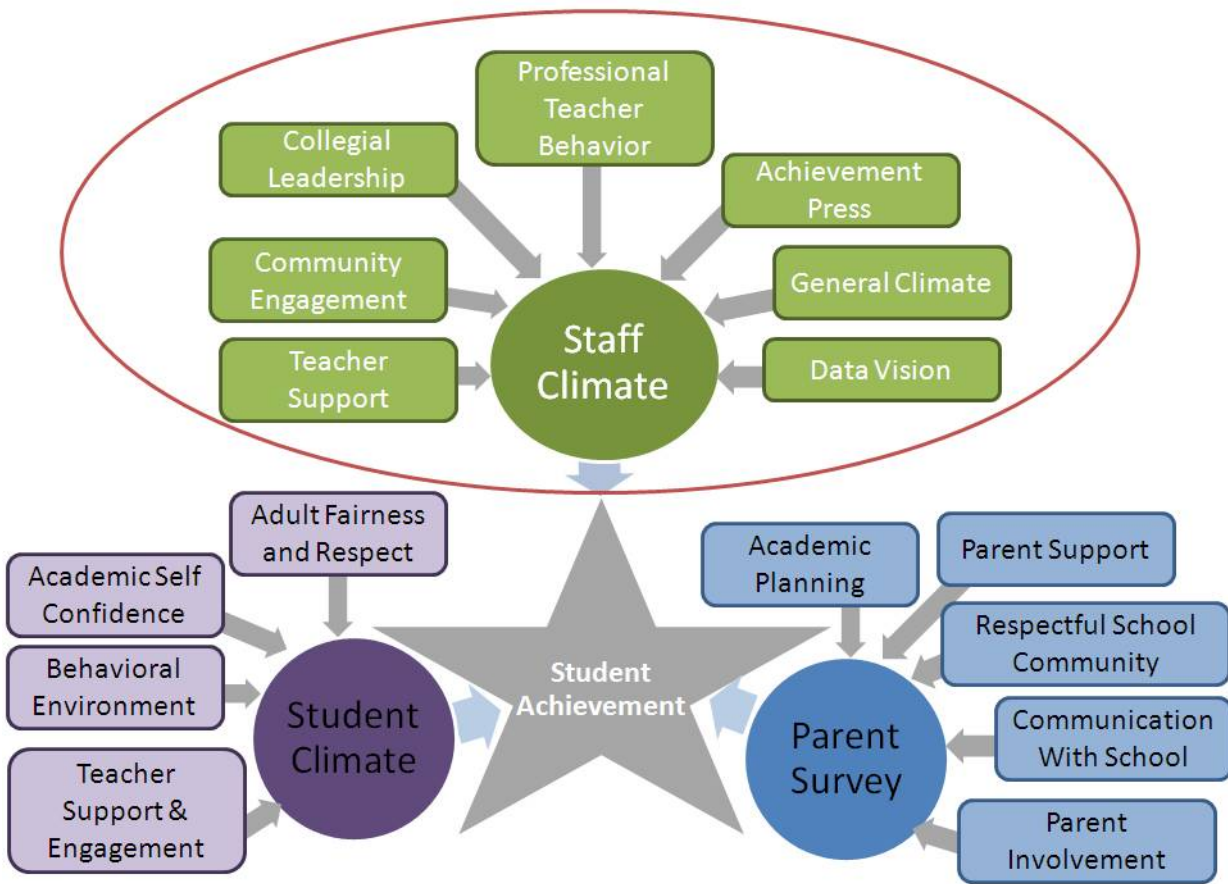 Professional
Teacher
Behavior
Collegial
Leadership
Achievement
Press
Community
Engagement
General Climate
Teacher
Support
Data Vision
Staff
Climate
Adult Fairness
and Respect
Academic Self
Confidence
Behavioral
Environment
Teacher
Support &
Engagement
Student
Climate
Student
Achievement
Academic
Planning
Parent Support
Respectful School
Community
Communication
With School
Parent
Involvement
Parent
Survey